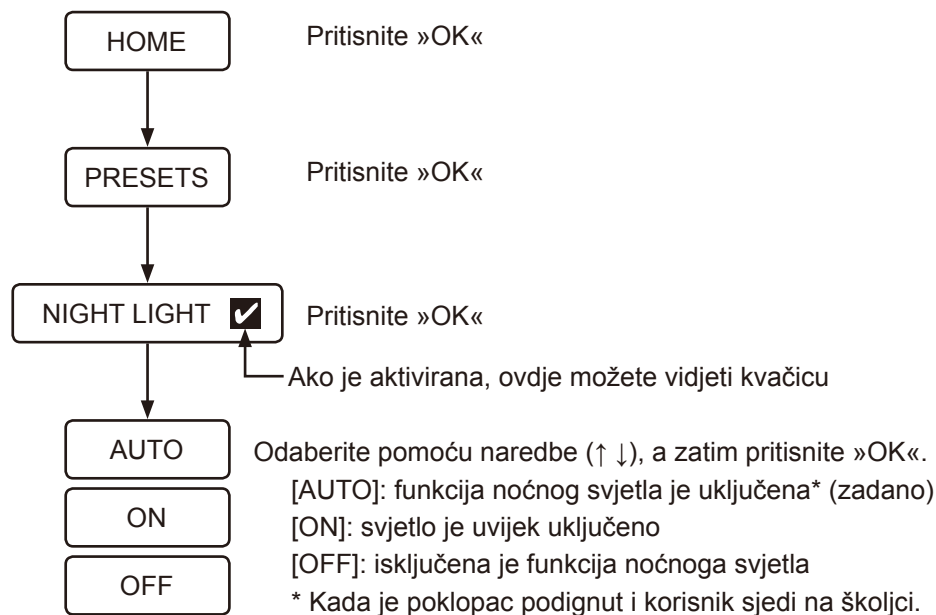 HOME Pritisnite »OK«
PRESETS Pritisnite »OK«
NIGHT LIGHT ✔ Pritisnite »OK«
Ako je aktivirana, ovdje možete vidjeti kvačicu
AUTO Odaberite pomoću naredbe (↑ ↓), a zatim pritisnite »OK«.
[AUTO]: funkcija noćnog svjetla je uključena* (zadano)
ON [ON]: svjetlo je uvijek uključeno
[OFF]: isključena je funkcija noćnoga svjetla
OFF * Kada je poklopac podignut i korisnik sjedi na školjci.